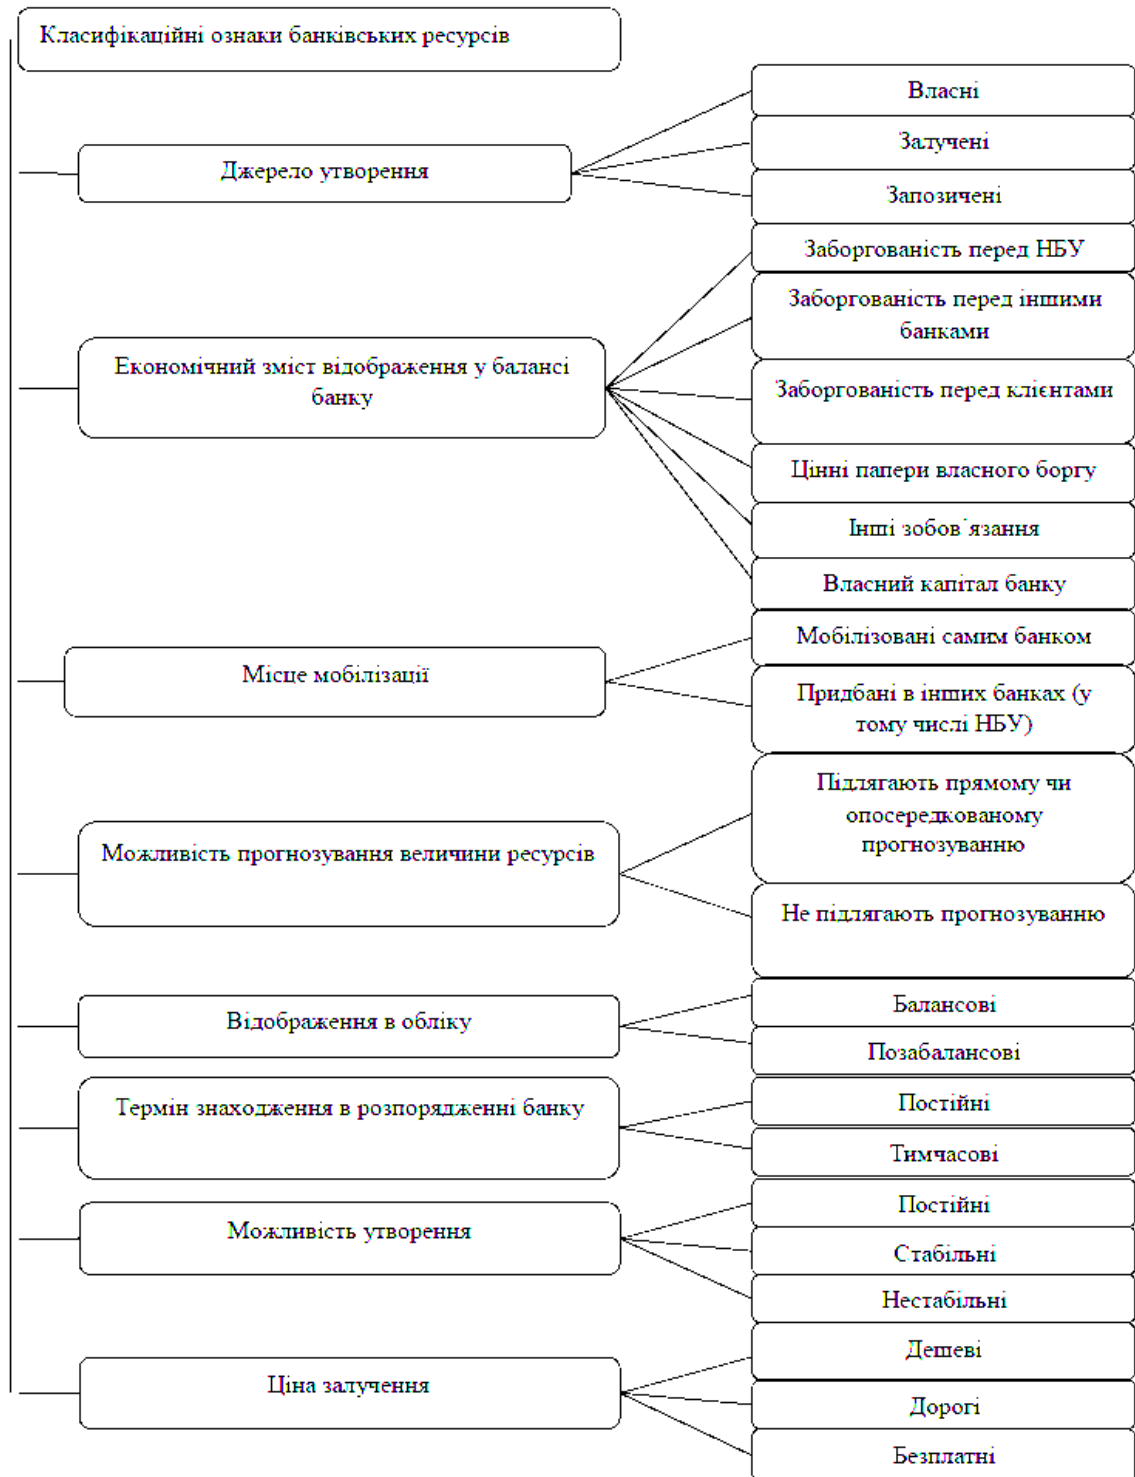 Класифікаційні ознаки банківських ресурсів
Джерело утворення
Власні
Залучені
Запозичені
Економічний зміст відображення у балансі
банку
Заборгованість перед НБУ
Заборгованість перед іншими
банками
Заборгованість перед клієнтами
Цінні папери власного боргу
Інші зобов`язання
Власний капітал банку
Місце мобілізації
Мобілізовані самим банком
Придбані в інших банках (у
тому числі НБУ)
Можливість прогнозування величини ресурсів
Підлягають прямому чи
опосередкованому
прогнозуванню
Не підлягають прогнозуванню
Відображення в обліку
Балансові
Позабалансові
Термін знаходження в розпорядженні банку
Постійні
Тимчасові
Можливість утворення
Постійні
Стабільні
Нестабільні
Ціна залучення
Дешеві
Дорогі
Безплатні